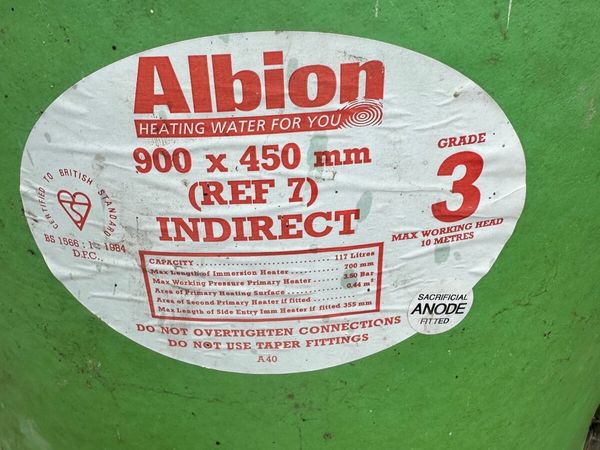 Albion
HEATING WATER FOR YOU
900 x 450 mm
(REF 7)
INDIRECT
GRADE
3
MAX WORKING HEAD
10 METRES
CERTIFIED TO BRITISH STANDARD
BS 1566 : 1 : 1984
D.P.C.
CAPACITY 117 Litres
Max Length of Immersion Heater 700 mm
Max Working Pressure Primary Heater 3.50 Bar
Area of Primary Heating Surface 0.44 m²
Area of Second Primary Heater if fitted
Max Length of Side Entry Imm Heater if fitted 355 mm
SACRIFICIAL
ANODE
FITTED
DO NOT OVERTIGHTEN CONNECTIONS
DO NOT USE TAPER FITTINGS
A40